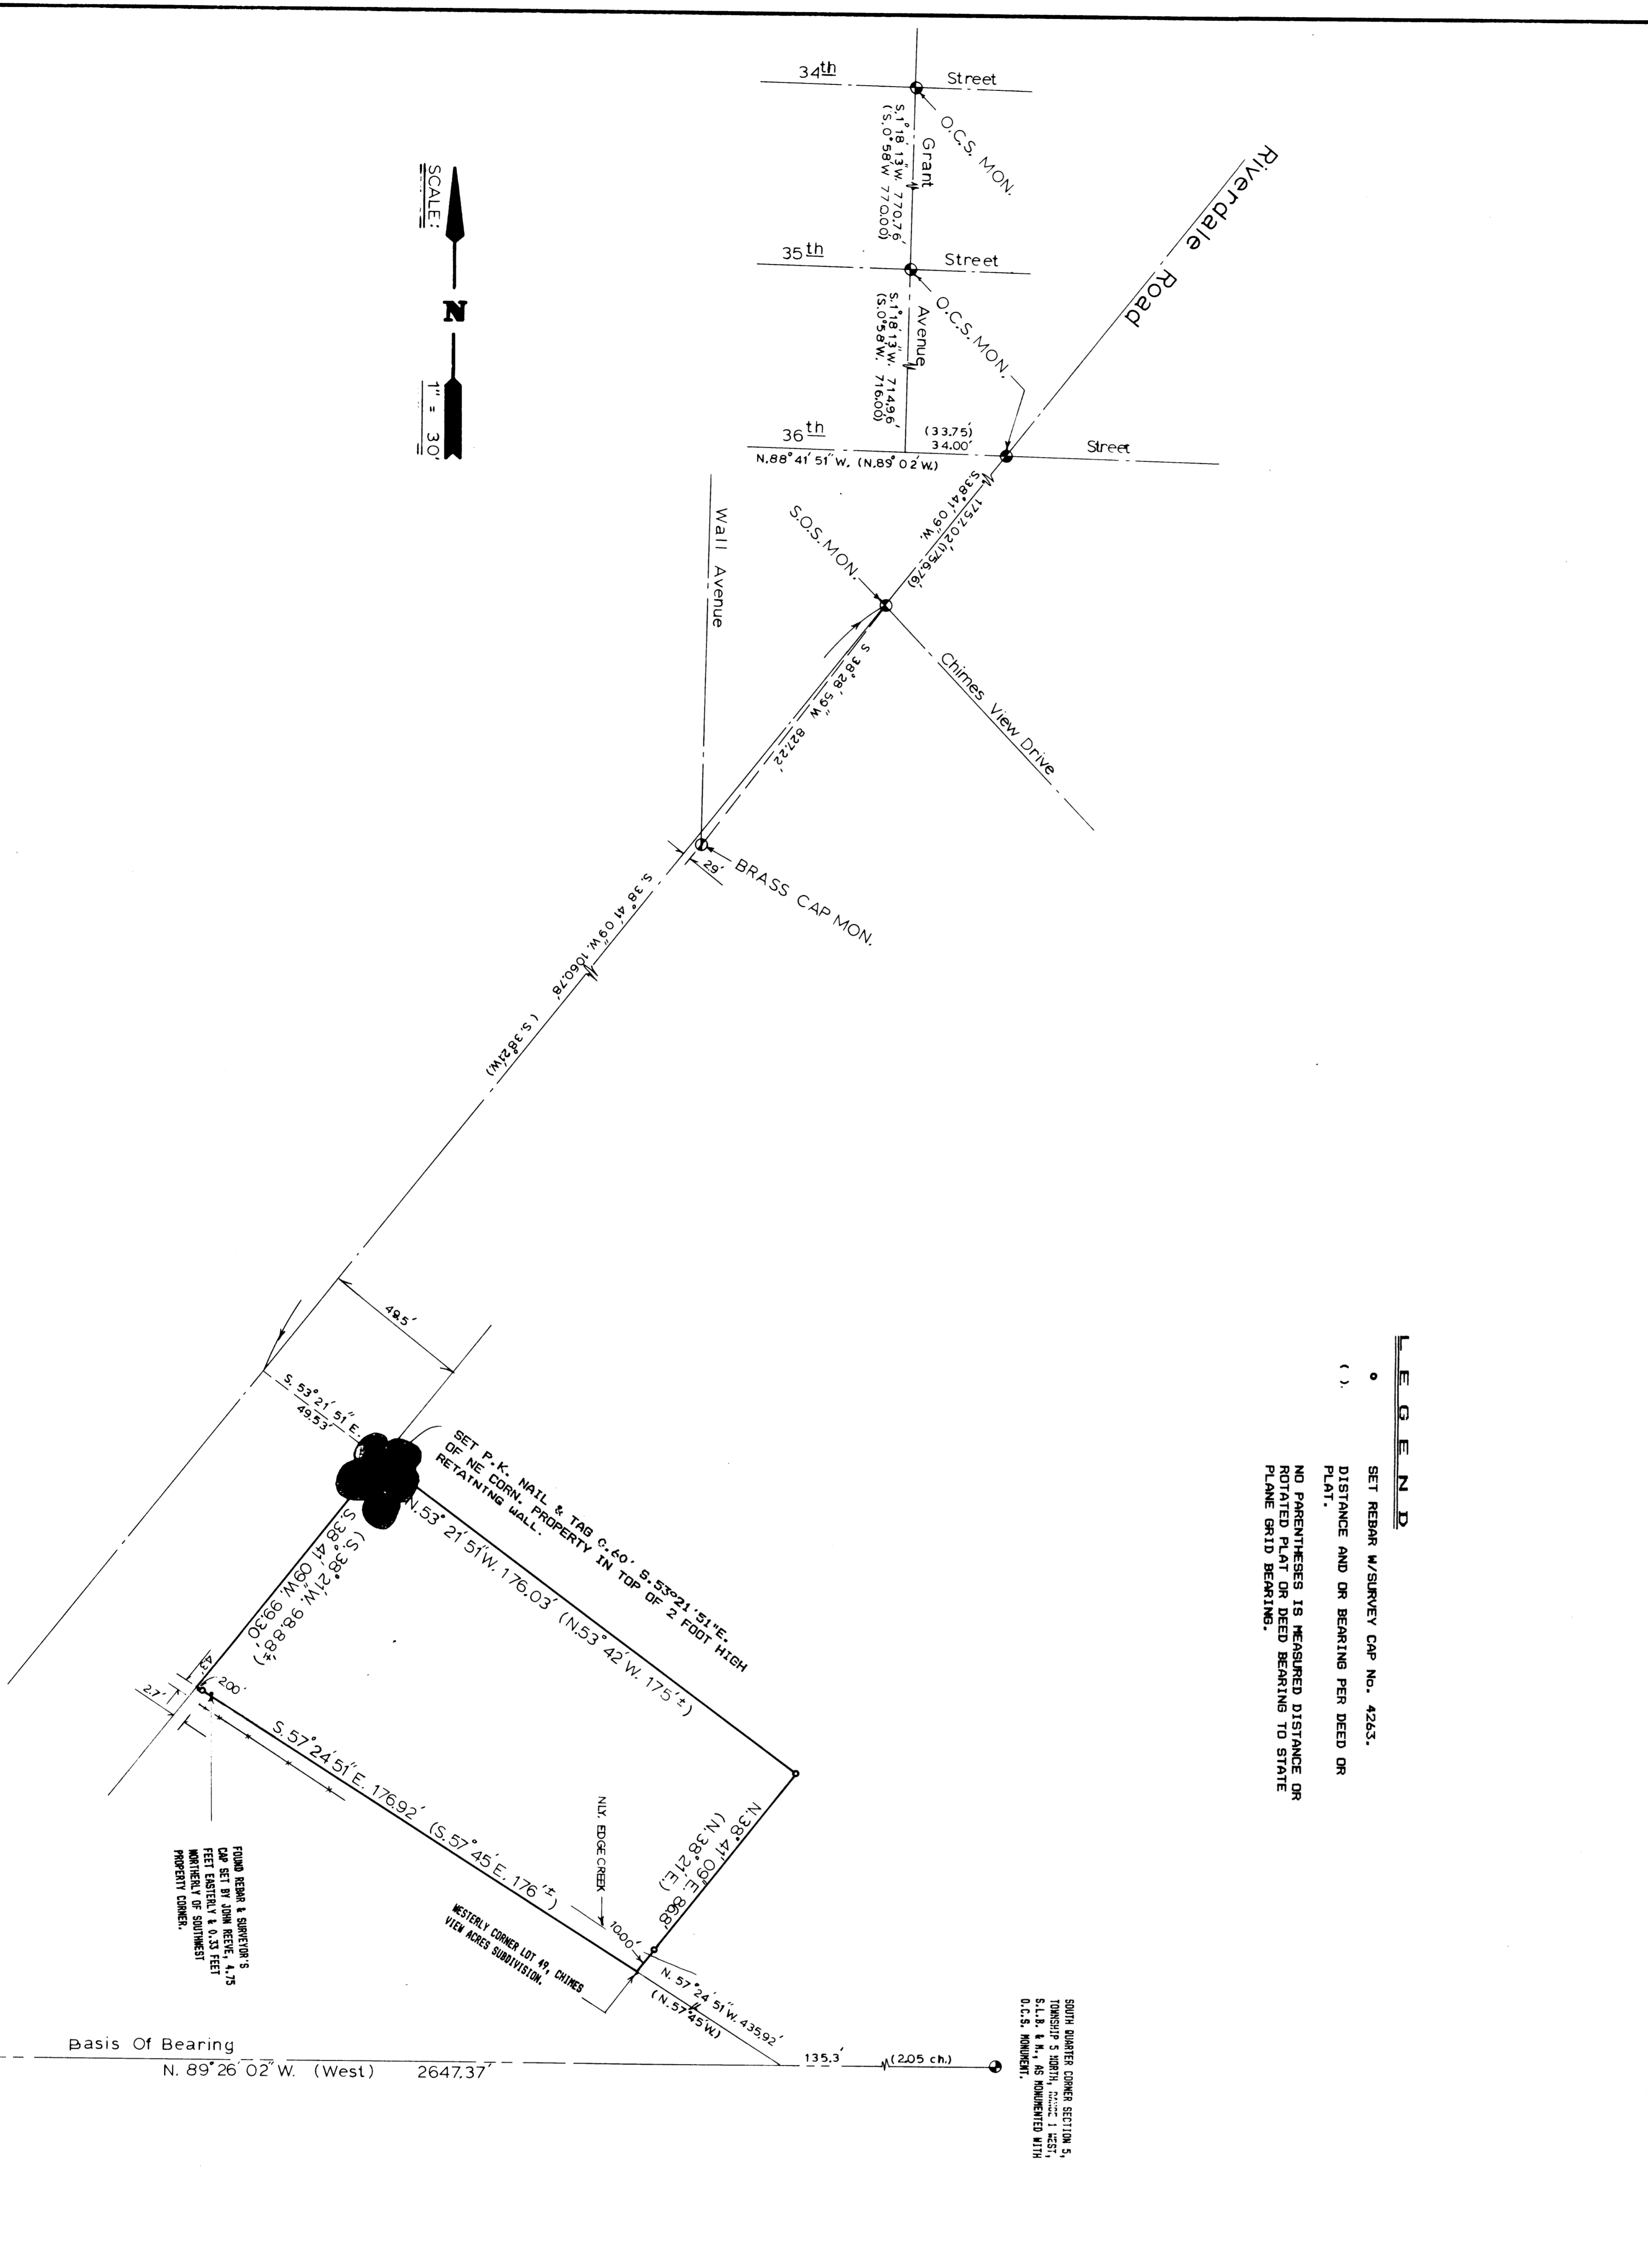 34th Street
O.C.S. MON.
Grant
S.1°18'13"W. 770.76'
(S.0°58'W 770.00)
35th Street
O.C.S. MON.
Avenue
S.1°18'13"W. 714.96'
(S.0°58'W. 716.00)
Riverdale Road
SCALE:
N
1" = 30'
36th Street
(33.75)
34.00'
N.88°41'51"W. (N.89°02'W.)
1757.02'(1756.76)
S.38°41'09"W.
S.O.S. MON.
Wall Avenue
Chimes View Drive
S 38°28'59"W 827.22'
BRASS CAP MON.
29'
S.38°41'09"W. 1060.78' (S.38°21'W.)
49.5'
S. 53°21'51"E.
49.53'
SET P.K. NAIL & TAG 0.60' S.53°21'51"E.
OF NE CORN. PROPERTY IN TOP OF 2 FOOT HIGH
RETAINING WALL.
N.53°21'51"W. 176.03' (N.53°42'W. 175'±)
(S.38°21'W. 98.88'±)
S.38°41'09"W. 99.30'
.43'
2.00'
2.7'
S.57°24'51"E. 176.92' (S.57°45'E. 176'±)
N.38°41'09"E. 86.8'
(N.38°21'E.)
NLY. EDGE CREEK
10.00'
WESTERLY CORNER LOT 49, CHIMES
VIEW ACRES SUBDIVISION.
FOUND REBAR & SURVEYOR'S
CAP SET BY JOHN REEVE, 4.75
FEET EASTERLY & 0.33 FEET
NORTHERLY OF SOUTHWEST
PROPERTY CORNER.
N. 57°24'51"W. 435.92'
(N.57°45'W.)
Basis Of Bearing
N. 89°26'02"W. (West) 2647.37'
135.3' (2.05 ch.)
SOUTH QUARTER CORNER SECTION 5,
TOWNSHIP 5 NORTH, RANGE 1 WEST,
S.L.B. & M., AS MONUMENTED WITH
O.C.S. MONUMENT.
LEGEND
SET REBAR W/SURVEY CAP No. 4263.
( ). DISTANCE AND OR BEARING PER DEED OR
PLAT.
NO PARENTHESES IS MEASURED DISTANCE OR
ROTATED PLAT OR DEED BEARING TO STATE
PLANE GRID BEARING.